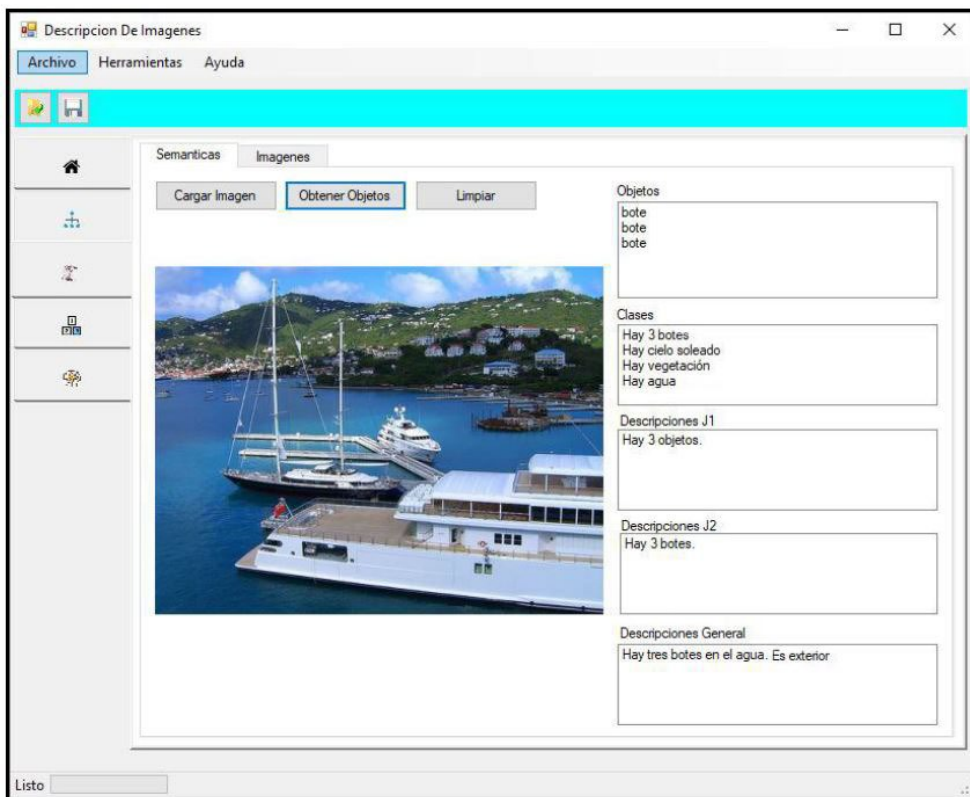 Descripcion De Imagenes
Archivo Herramientas Ayuda
Semanticas Imagenes
Cargar Imagen Obtener Objetos Limpiar
Objetos
bote
bote
bote
Clases
Hay 3 botes
Hay cielo soleado
Hay vegetación
Hay agua
Descripciones J1
Hay 3 objetos.
Descripciones J2
Hay 3 botes.
Descripciones General
Hay tres botes en el agua. Es exterior
Listo